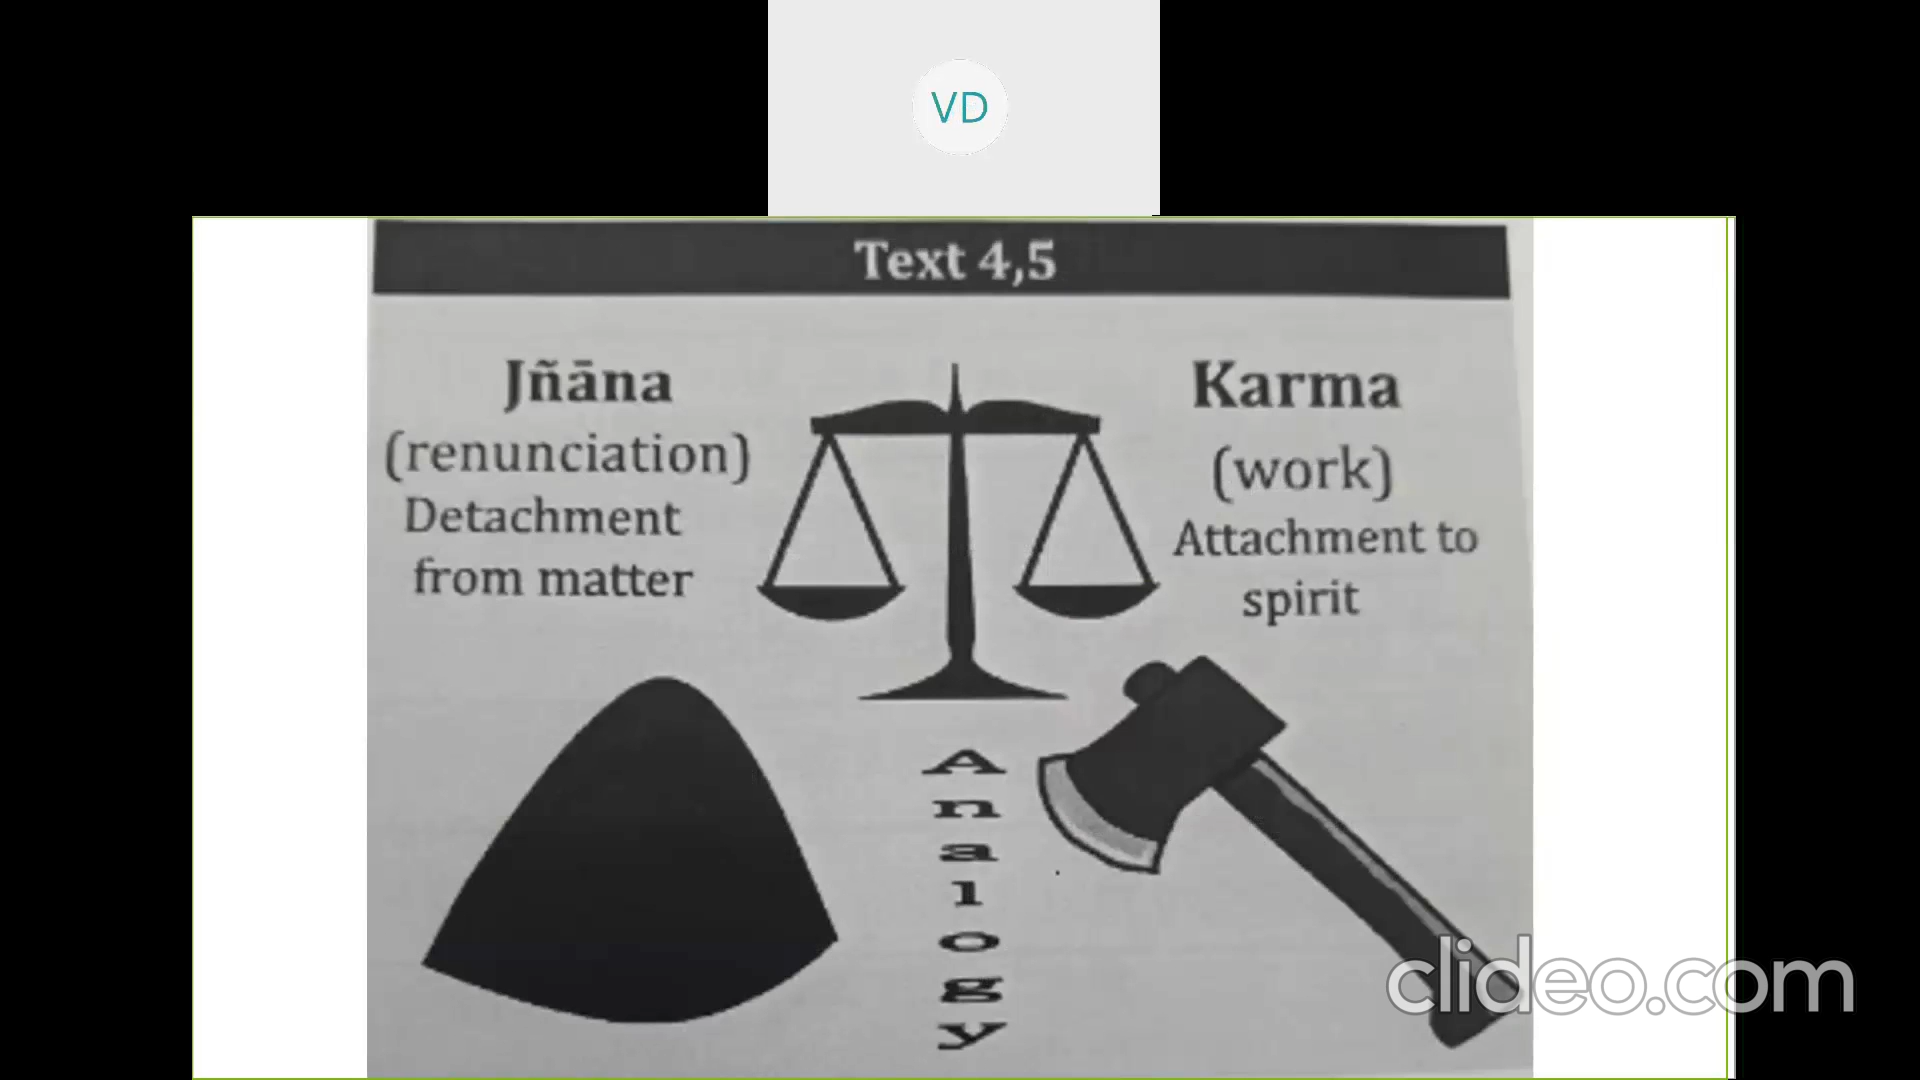 VD
Text 4,5
Jñāna
(renunciation)
Detachment
from matter
Karma
(work)
Attachment to
spirit
Analogy
clideo.com